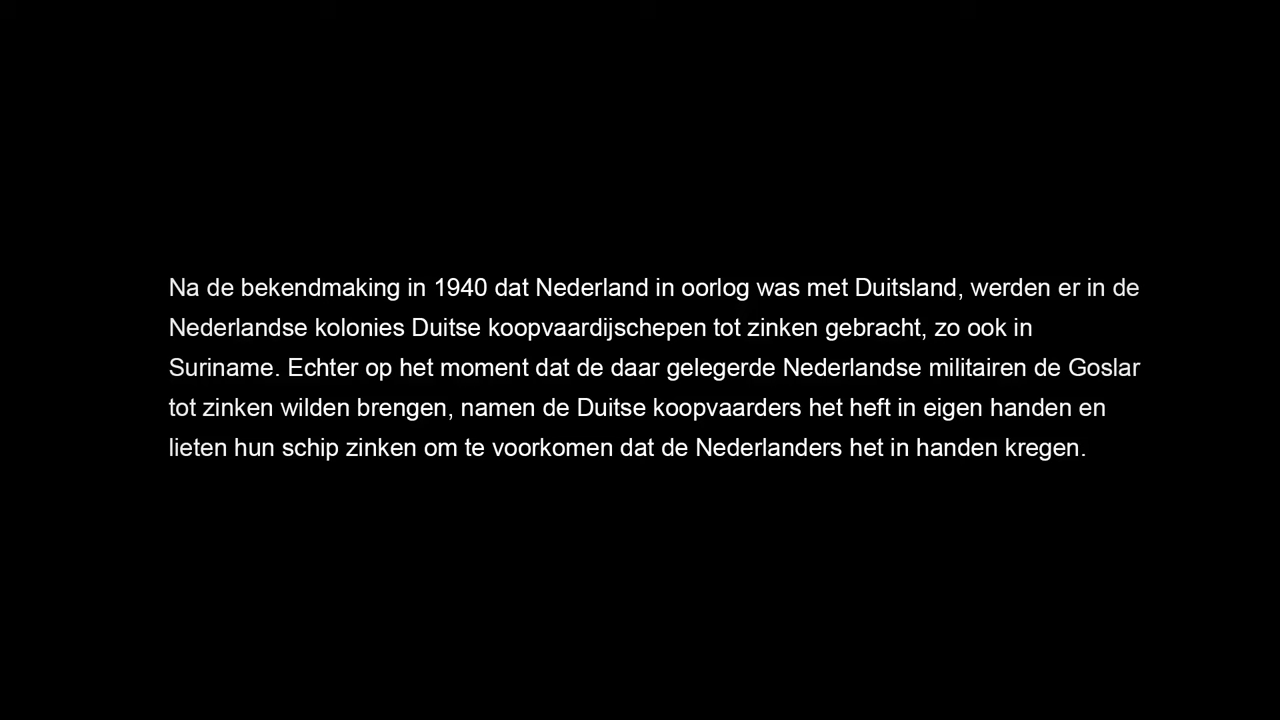 Na de bekendmaking in 1940 dat Nederland in oorlog was met Duitsland, werden er in de
Nederlandse kolonies Duitse koopvaardijschepen tot zinken gebracht, zo ook in
Suriname. Echter op het moment dat de daar gelegerde Nederlandse militairen de Goslar
tot zinken wilden brengen, namen de Duitse koopvaarders het heft in eigen handen en
lieten hun schip zinken om te voorkomen dat de Nederlanders het in handen kregen.